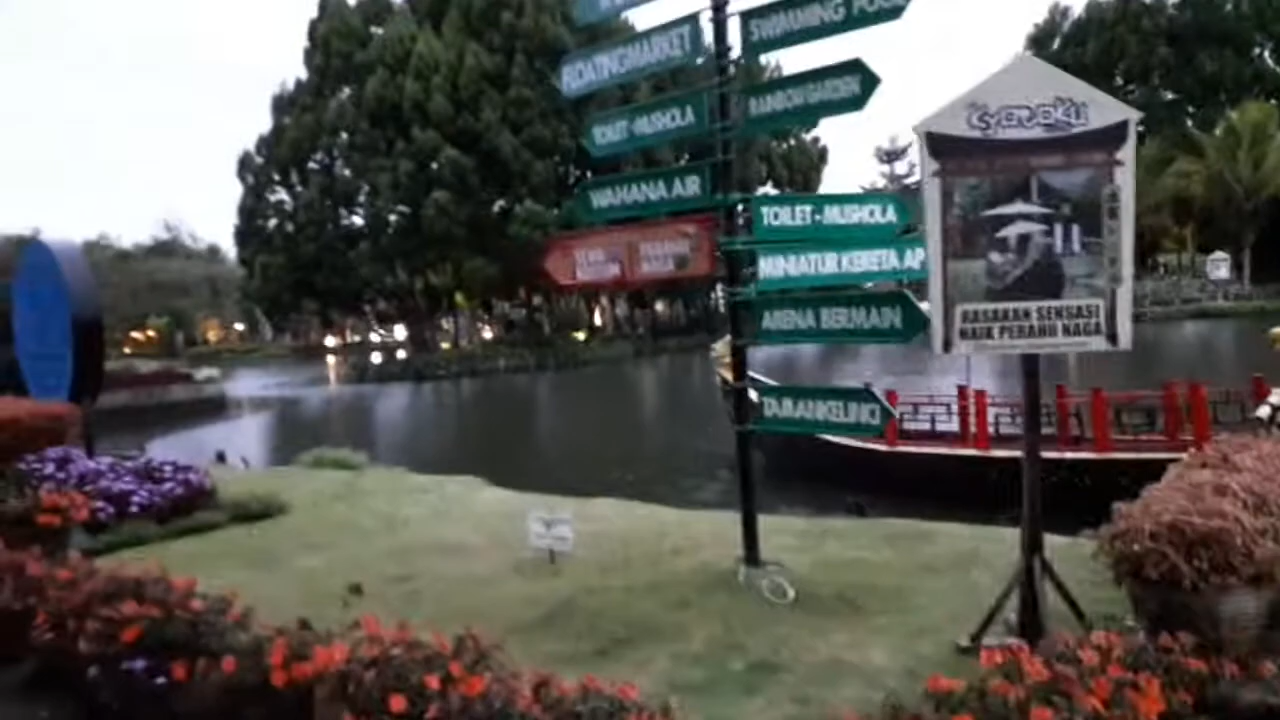 SWIMMING POOL
FLOATINGMARKET
RAINBOW GARDEN
TOILET-MUSHOLA
WAHANA AIR
TOILET-MUSHOLA
MINIATUR KERETA AP
ARENA BERMAIN
TAMANKELINCI
KYOTOKU
RASAKAN SENSASI
NAIK PERAHU NAGA